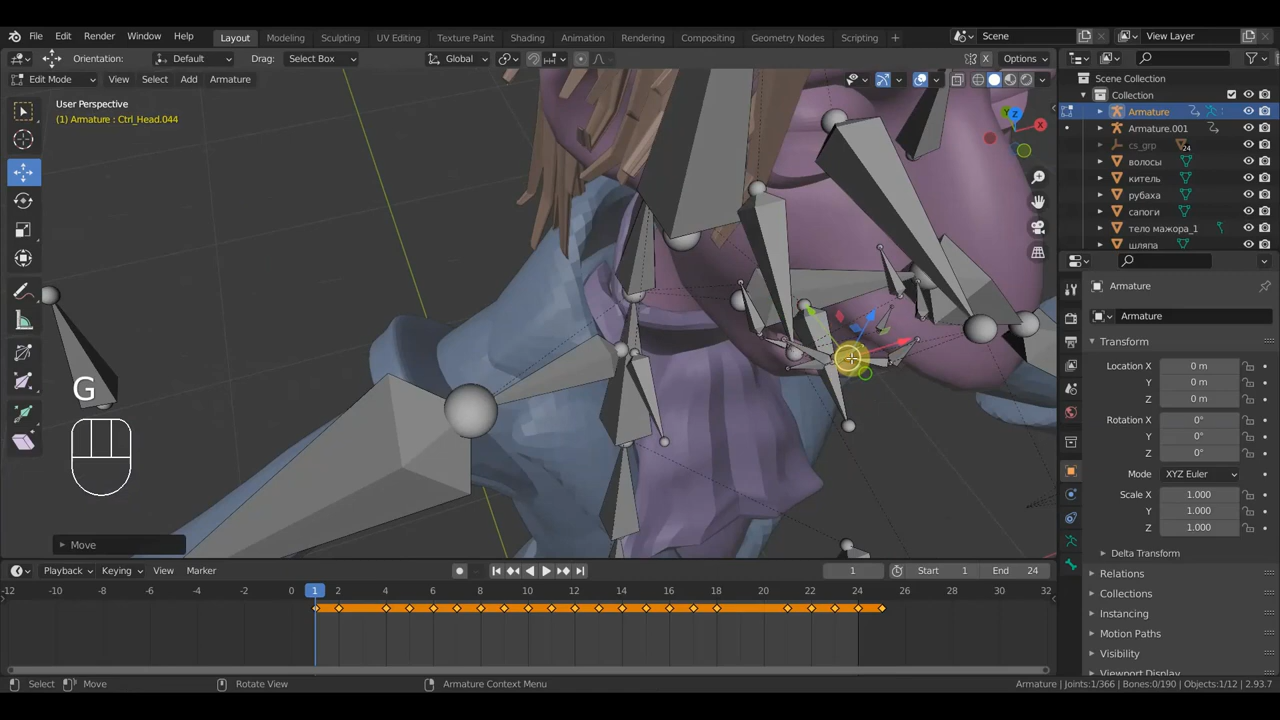 File Edit Render Window Help Layout Modeling Sculpting UV Editing Texture Paint Shading Animation Rendering Compositing Geometry Nodes Scripting + Scene View Layer
Orientation: Default Drag: Select Box Global X Options
Edit Mode View Select Add Armature
User Perspective
(1) Armature : Ctrl_Head.044
Z
X
Scene Collection
Collection
Armature
Armature.001
cs_grp 24
волосы
китель
рубаха
сапоги
тело мажора_1
шляпа
Armature
Armature
Transform
Location X 0 m
Y 0 m
Z 0 m
Rotation X 0°
Y 0°
Z 0°
Mode XYZ Euler
Scale X 1.000
Y 1.000
Z 1.000
Delta Transform
Relations
Collections
Instancing
Motion Paths
Visibility
Viewport Display
G
Move
Playback Keying View Marker 1 Start 1 End 24
-12 -10 -8 -6 -4 -2 0 1 2 4 6 8 10 12 14 16 18 20 22 24 26 28 30 32
Select Move Rotate View Armature Context Menu Armature | Joints:1/366 | Bones:0/190 | Objects:1/12 | 2.93.7